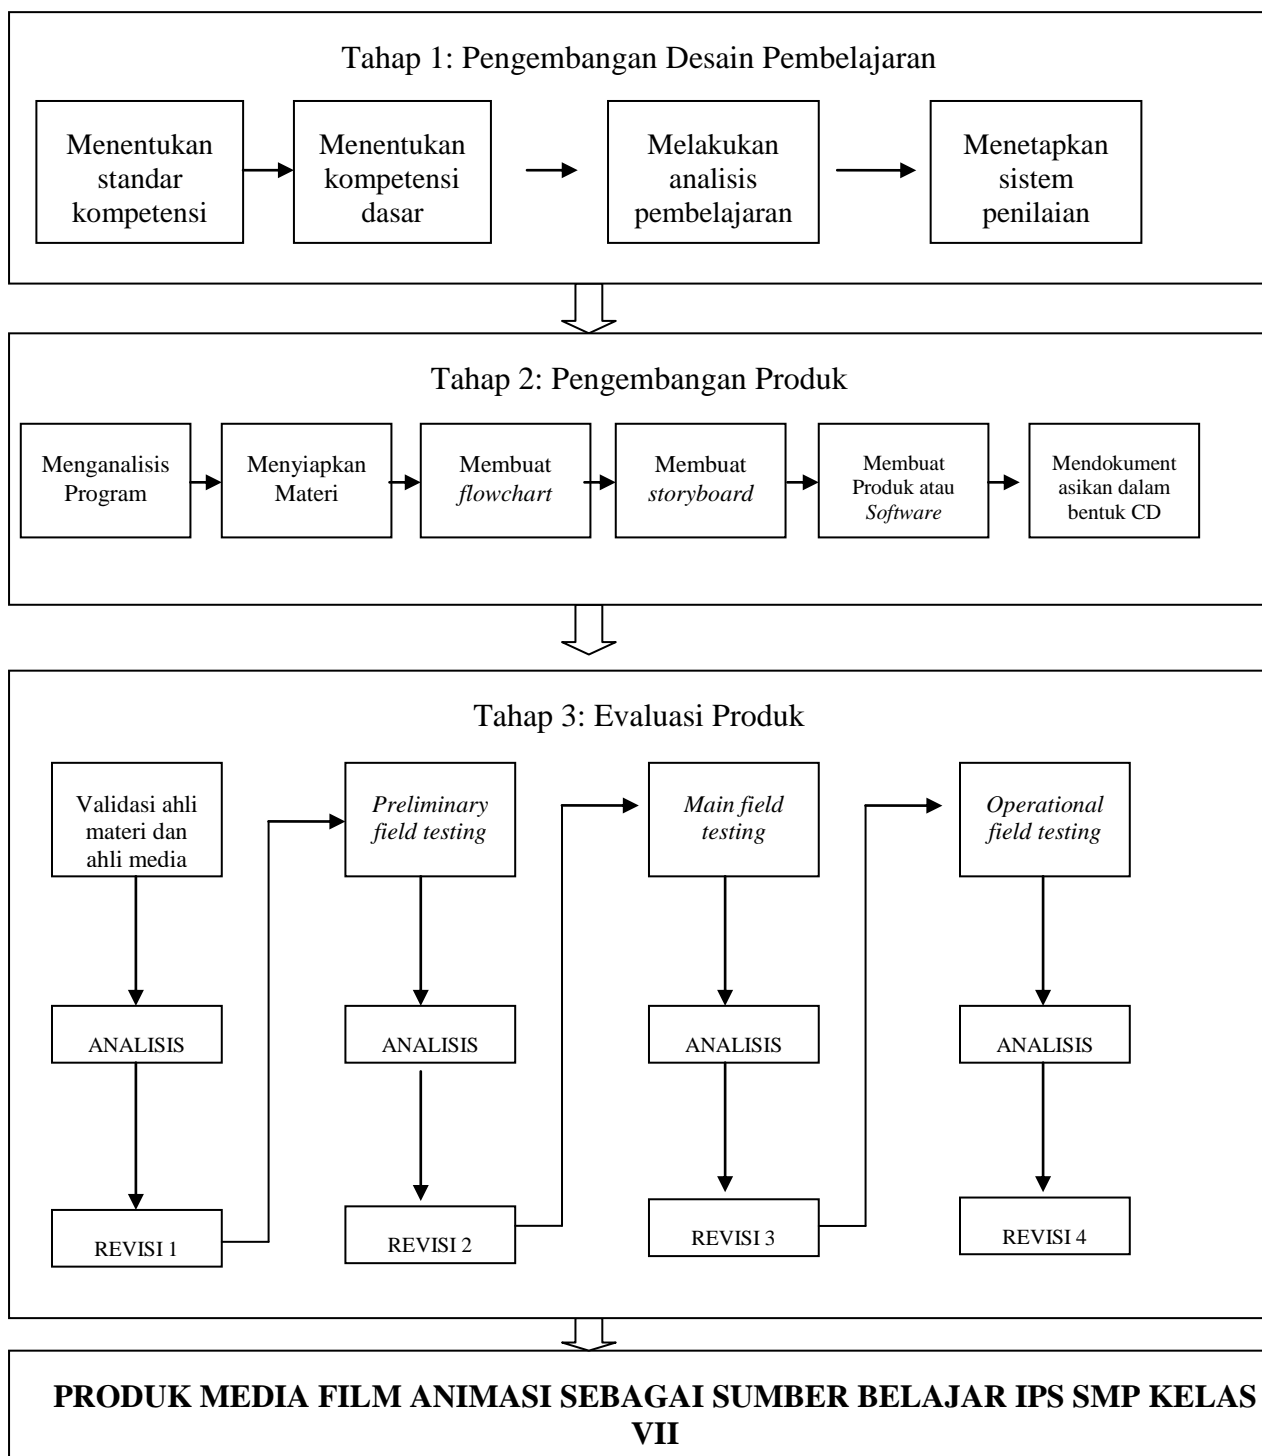 Tahap 1: Pengembangan Desain Pembelajaran
Menentukan
standar
kompetensi
Menentukan
kompetensi
dasar
Melakukan
analisis
pembelajaran
Menetapkan
sistem
penilaian
Tahap 2: Pengembangan Produk
Menganalisis
Program
Menyiapkan
Materi
Membuat
flowchart
Membuat
storyboard
Membuat
Produk atau
Software
Mendokument
asikan dalam
bentuk CD
Tahap 3: Evaluasi Produk
Validasi ahli
materi dan
ahli media
Preliminary
field testing
Main field
testing
Operational
field testing
ANALISIS
ANALISIS
ANALISIS
ANALISIS
REVISI 1
REVISI 2
REVISI 3
REVISI 4
PRODUK MEDIA FILM ANIMASI SEBAGAI SUMBER BELAJAR IPS SMP KELAS
VII